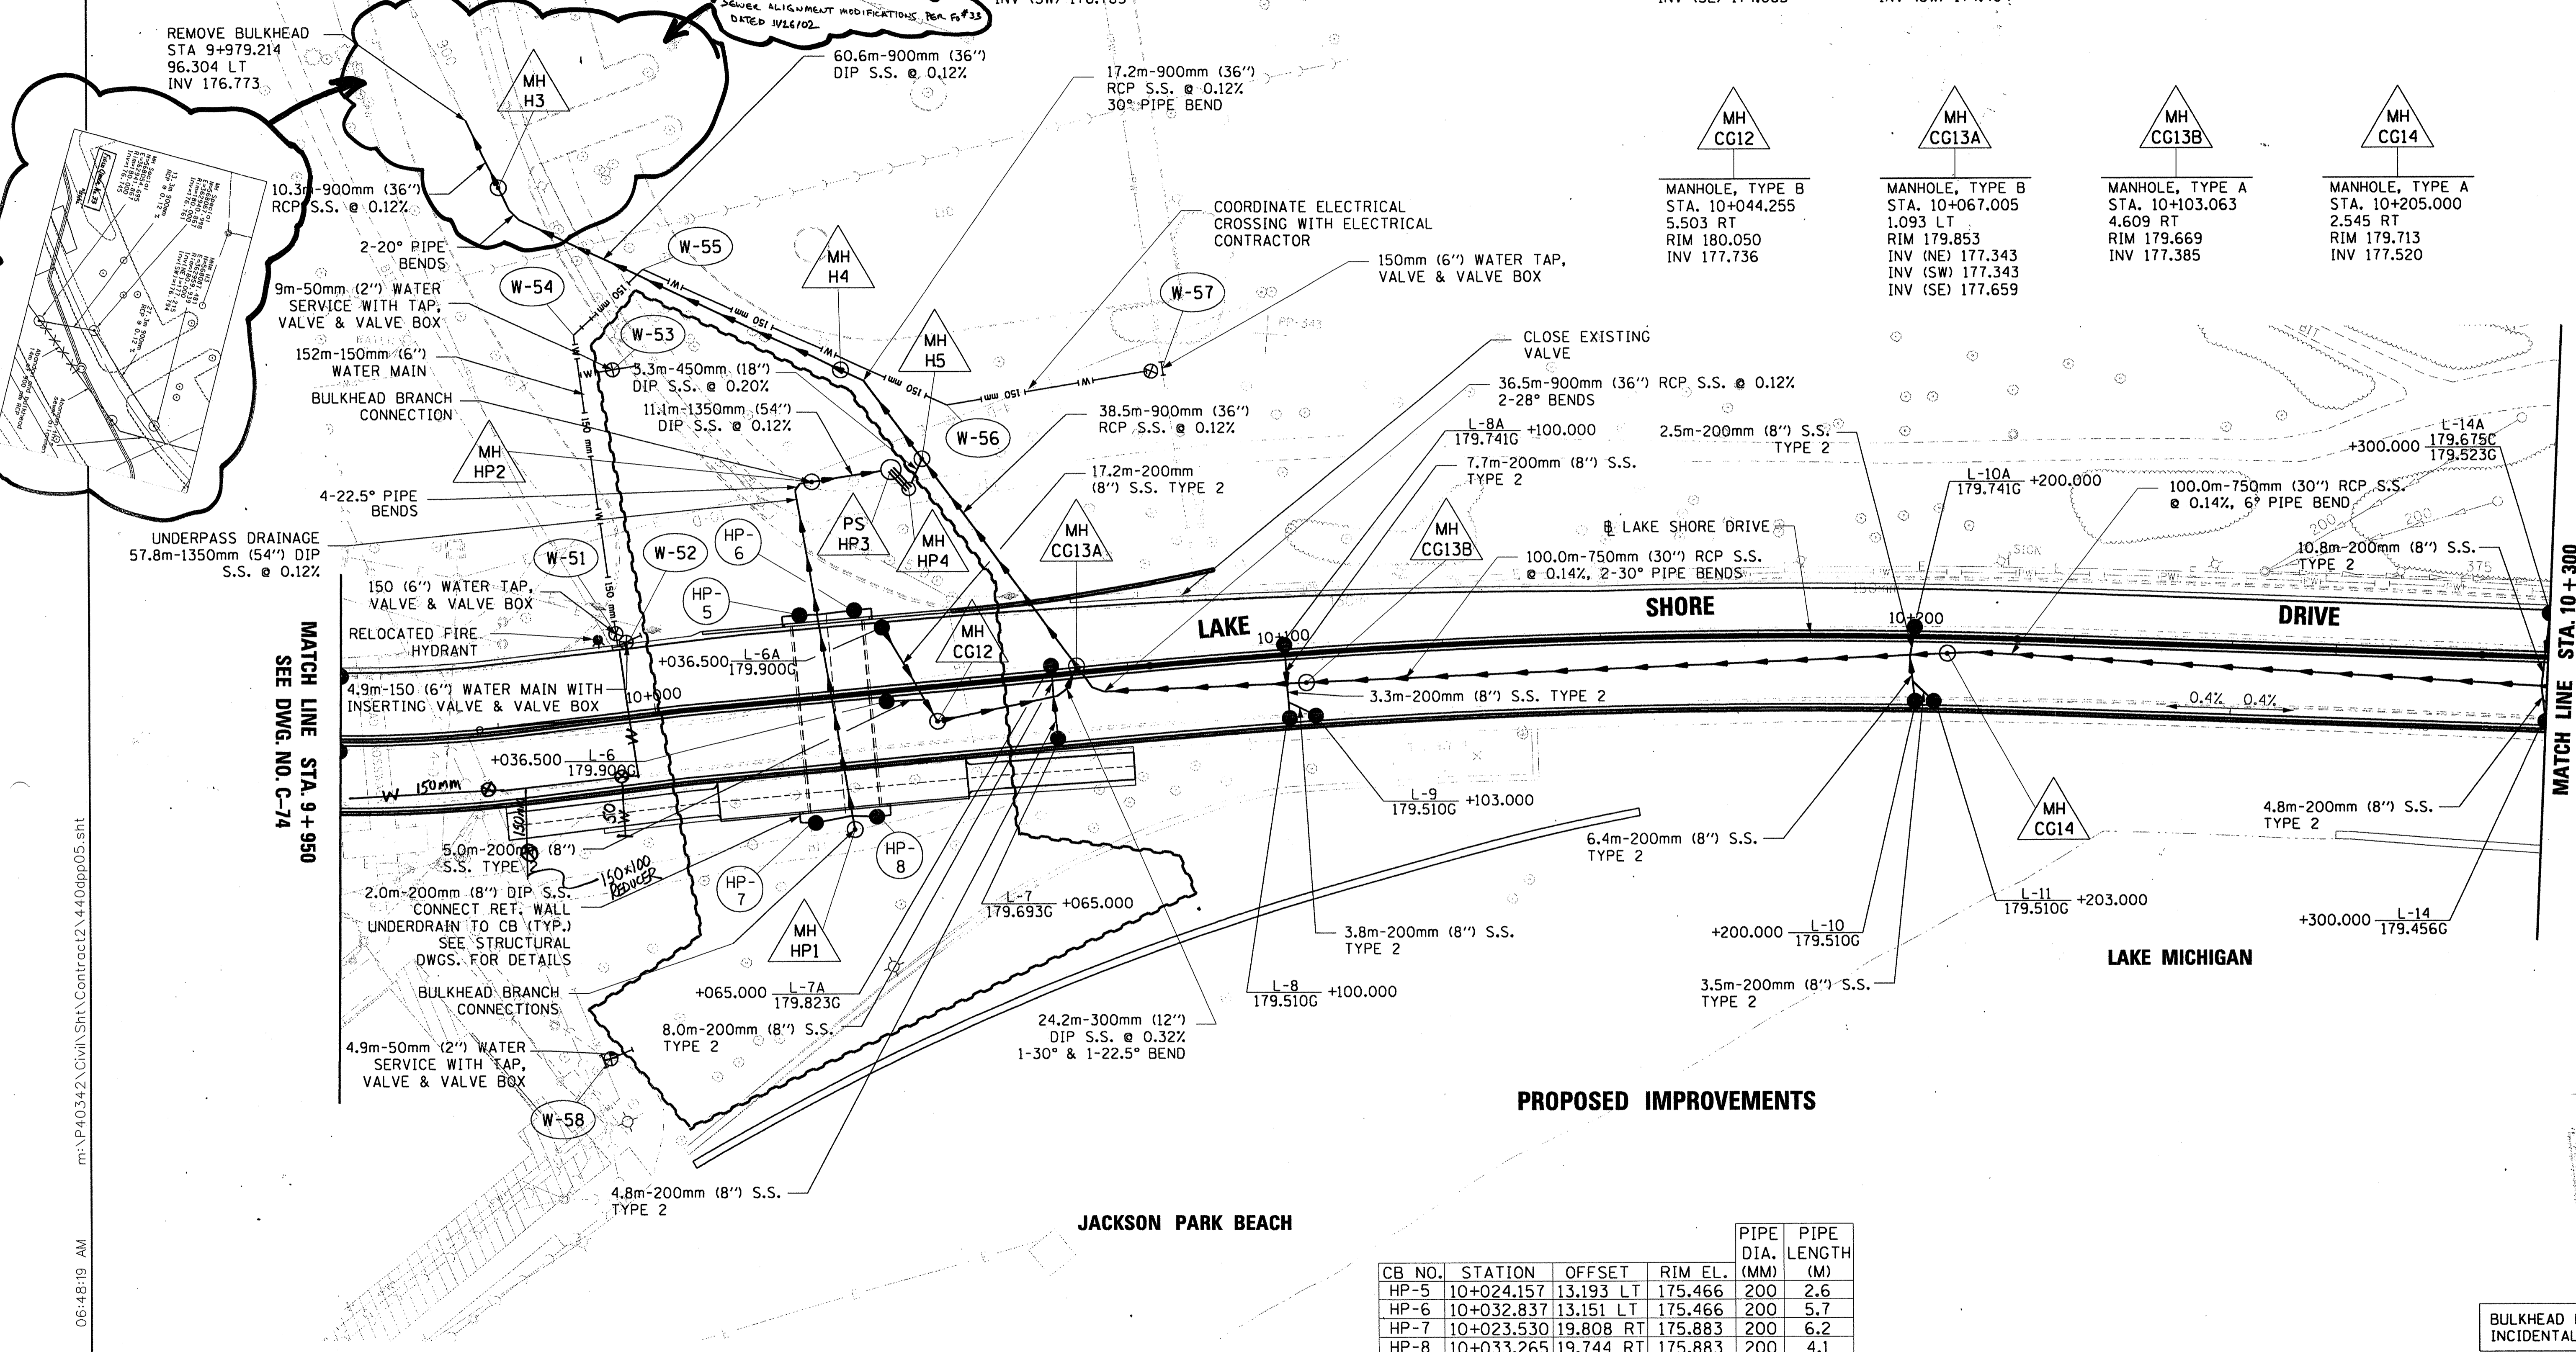 SEWER ALIGNMENT MODIFICATIONS PER FO #33
DATED 11/26/02
REMOVE BULKHEAD
STA 9+979.214
96.304 LT
INV 176.773
MH
H3
60.6m-900mm (36'')
DIP S.S. @ 0.12%
17.2m-900mm (36'')
RCP S.S. @ 0.12%
30° PIPE BEND
10.3m-900mm (36'')
RCP S.S. @ 0.12%
2-20° PIPE
BENDS
9m-50mm (2'') WATER
SERVICE WITH TAP,
VALVE & VALVE BOX
152m-150mm (6'')
WATER MAIN
BULKHEAD BRANCH
CONNECTION
MH
HP2
4-22.5° PIPE
BENDS
UNDERPASS DRAINAGE
57.8m-1350mm (54'') DIP
S.S. @ 0.12%
W-54
W-55
W-53
MH
H4
MH
H5
3.3m-450mm (18'')
DIP S.S. @ 0.20%
11.1m-1350mm (54'')
DIP S.S. @ 0.12%
COORDINATE ELECTRICAL
CROSSING WITH ELECTRICAL
CONTRACTOR
150mm (6'') WATER TAP,
VALVE & VALVE BOX
W-57
W-56
CLOSE EXISTING
VALVE
36.5m-900mm (36'') RCP S.S. @ 0.12%
2-28° BENDS
38.5m-900mm (36'')
RCP S.S. @ 0.12%
17.2m-200mm
(8'') S.S. TYPE 2
MH
CG12
MANHOLE, TYPE B
STA. 10+044.255
5.503 RT
RIM 180.050
INV 177.736
MH
CG13A
MANHOLE, TYPE B
STA. 10+067.005
1.093 LT
RIM 179.853
INV (NE) 177.343
INV (SW) 177.343
INV (SE) 177.659
MH
CG13B
MANHOLE, TYPE A
STA. 10+103.063
4.609 RT
RIM 179.669
INV 177.385
MH
CG14
MANHOLE, TYPE A
STA. 10+205.000
2.545 RT
RIM 179.713
INV 177.520
L-8A
179.741G +100.000
7.7m-200mm (8'') S.S.
TYPE 2
2.5m-200mm (8'') S.S.
TYPE 2
L-10A
179.741G +200.000
100.0m-750mm (30'') RCP S.S.
@ 0.14%, 6° PIPE BEND
L-14A
+300.000 179.675C
179.523G
10.8m-200mm (8'') S.S.
TYPE 2
℄ LAKE SHORE DRIVE
100.0m-750mm (30'') RCP S.S.
@ 0.14%, 2-30° PIPE BENDS
MH
CG13B
MH
CG13A
PS
HP3
MH
HP4
HP-
6
HP-
5
W-51
W-52
150 (6'') WATER TAP,
VALVE & VALVE BOX
RELOCATED FIRE
HYDRANT
MH
CG12
LAKE SHORE DRIVE
10+000
10+100
10+200
+036.500 L-6A
179.900G
4.9m-150 (6'') WATER MAIN WITH
INSERTING VALVE & VALVE BOX
+036.500 L-6
179.900G
3.3m-200mm (8'') S.S. TYPE 2
0.4% 0.4%
MATCH LINE STA. 9+950
SEE DWG. NO. C-74
MATCH LINE STA. 10+300
W 150mm
5.0m-200mm (8'')
S.S. TYPE 2
150x100
REDUCER
2.0m-200mm (8'') DIP S.S.
CONNECT RET. WALL
UNDERDRAIN TO CB (TYP.)
SEE STRUCTURAL
DWGS. FOR DETAILS
BULKHEAD BRANCH
CONNECTIONS
4.9m-50mm (2'') WATER
SERVICE WITH TAP,
VALVE & VALVE BOX
W-58
HP-
7
HP-
8
MH
HP1
L-7
179.693G +065.000
+065.000 L-7A
179.823G
8.0m-200mm (8'') S.S.
TYPE 2
24.2m-300mm (12'')
DIP S.S. @ 0.32%
1-30° & 1-22.5° BEND
4.8m-200mm (8'') S.S.
TYPE 2
L-9
179.510G +103.000
3.8m-200mm (8'') S.S.
TYPE 2
L-8
179.510G +100.000
6.4m-200mm (8'') S.S.
TYPE 2
+200.000 L-10
179.510G
3.5m-200mm (8'') S.S.
TYPE 2
L-11
179.510G +203.000
MH
CG14
4.8m-200mm (8'') S.S.
TYPE 2
+300.000 L-14
179.456G
LAKE MICHIGAN
PROPOSED IMPROVEMENTS
JACKSON PARK BEACH
CB NO. STATION OFFSET RIM EL. PIPE DIA. (MM) PIPE LENGTH (M)
HP-5 10+024.157 13.193 LT 175.466 200 2.6
HP-6 10+032.837 13.151 LT 175.466 200 5.7
HP-7 10+023.530 19.808 RT 175.883 200 6.2
HP-8 10+033.265 19.744 RT 175.883 200 4.1
BULKHEAD
INCIDENTAL
06:48:19 AM m:\P40342\Civil\Sht\Contract2\440dpp05.sht